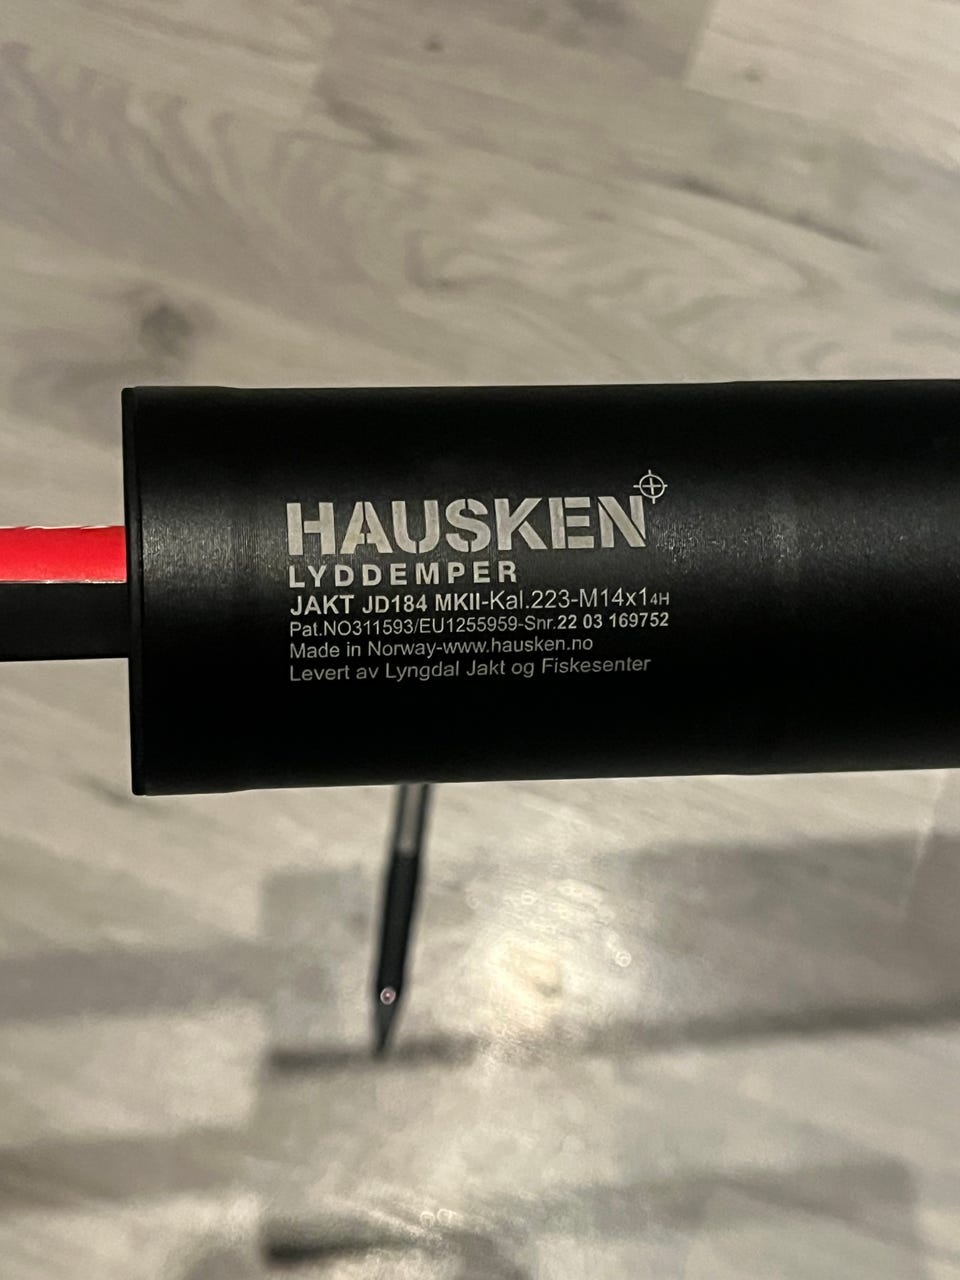 HAUSKEN
LYDDEMPER
JAKT JD184 MKII-Kal.223-M14x14H
Pat.NO311593/EU1255959-Snr.22 03 169752
Made in Norway-www.hausken.no
Levert av Lyngdal Jakt og Fiskesenter